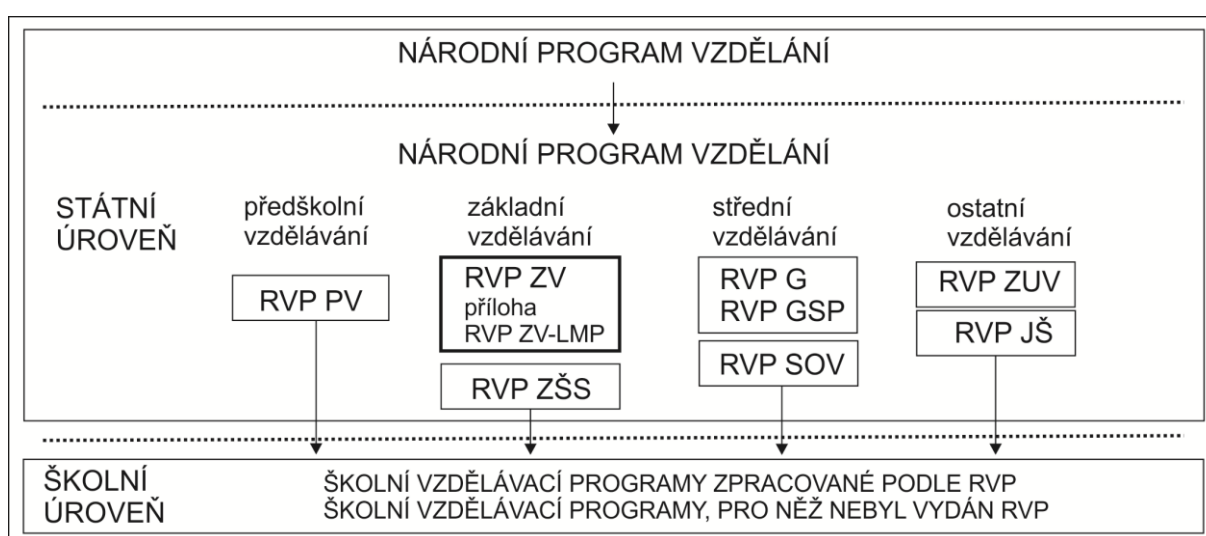 NÁRODNÍ PROGRAM VZDĚLÁNÍ
NÁRODNÍ PROGRAM VZDĚLÁNÍ
STÁTNÍ
ÚROVEŇ
předškolní
vzdělávání
RVP PV
základní
vzdělávání
RVP ZV
příloha
RVP ZV-LMP
RVP ZŠS
střední
vzdělávání
RVP G
RVP GSP
RVP SOV
ostatní
vzdělávání
RVP ZUV
RVP JŠ
ŠKOLNÍ
ÚROVEŇ
ŠKOLNÍ VZDĚLÁVACÍ PROGRAMY ZPRACOVANÉ PODLE RVP
ŠKOLNÍ VZDĚLÁVACÍ PROGRAMY, PRO NĚŽ NEBYL VYDÁN RVP